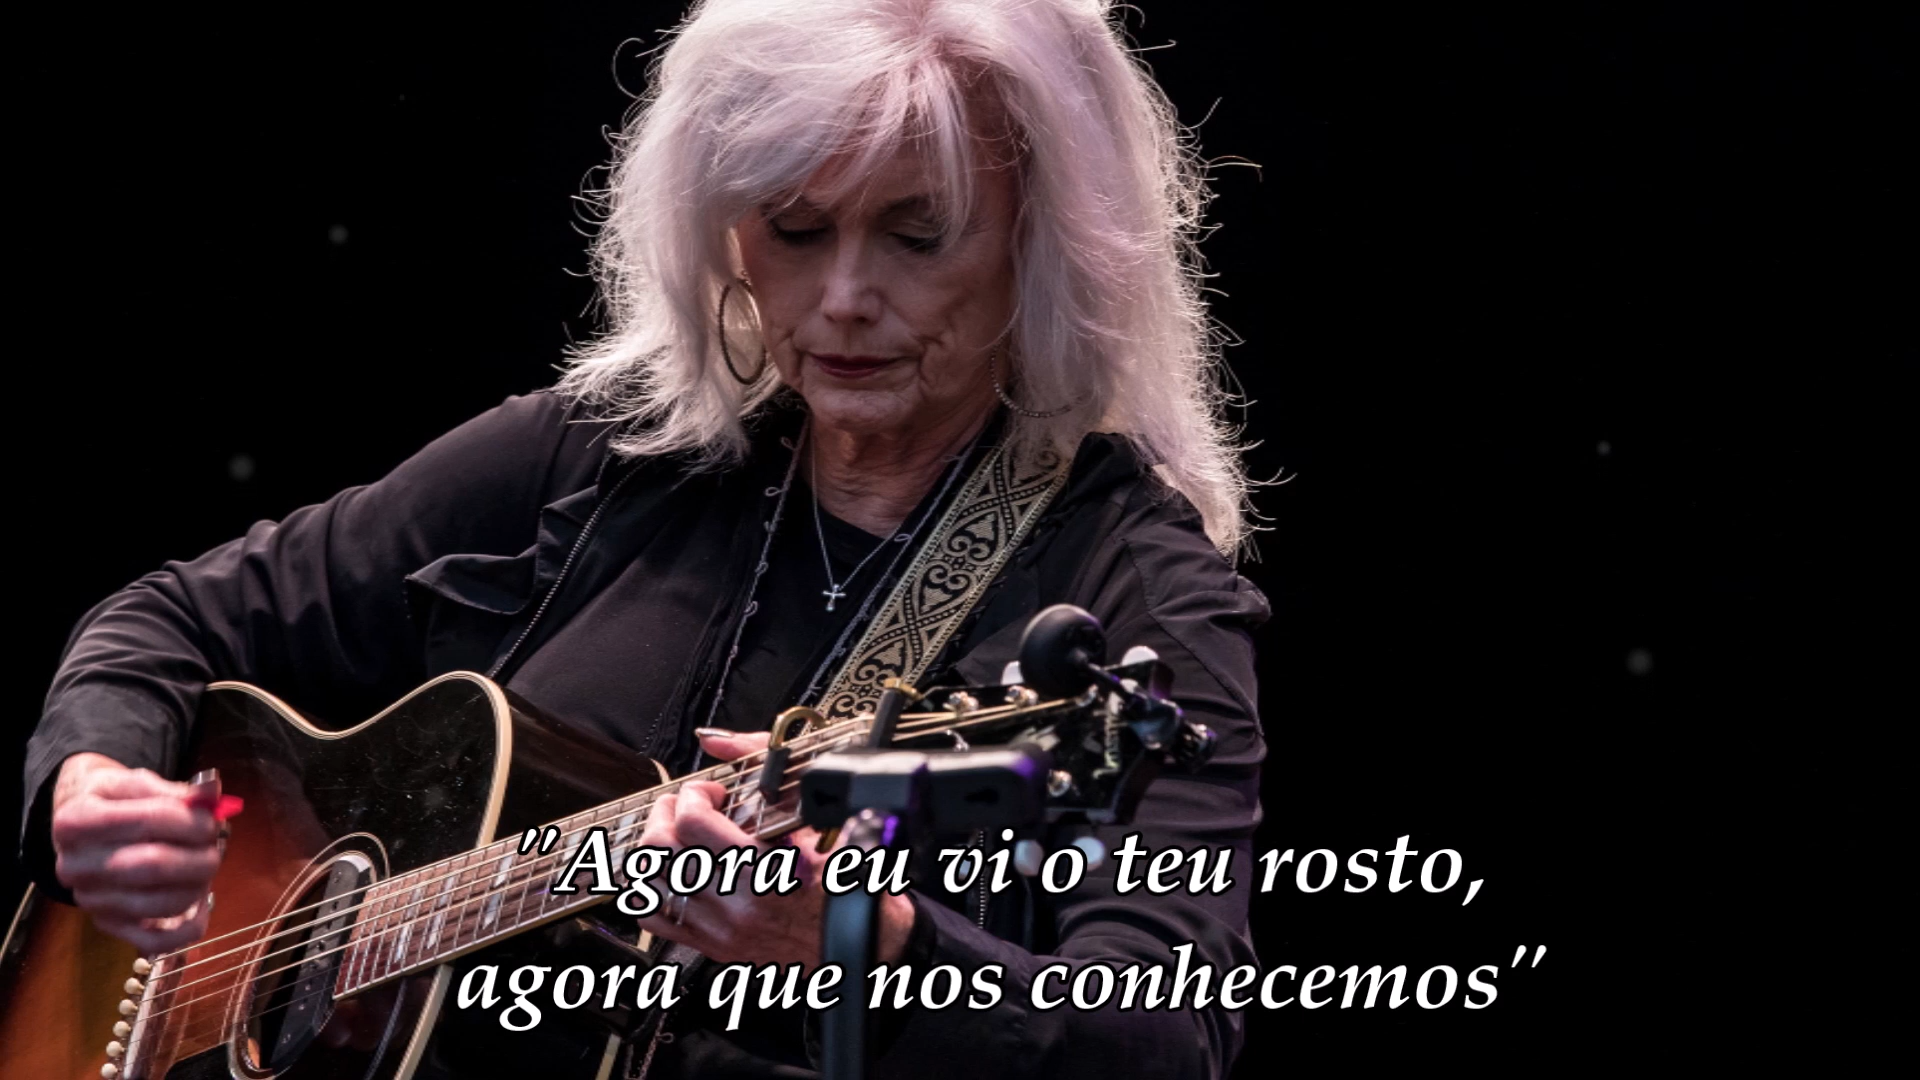 "Agora eu vi o teu rosto,
agora que nos conhecemos"